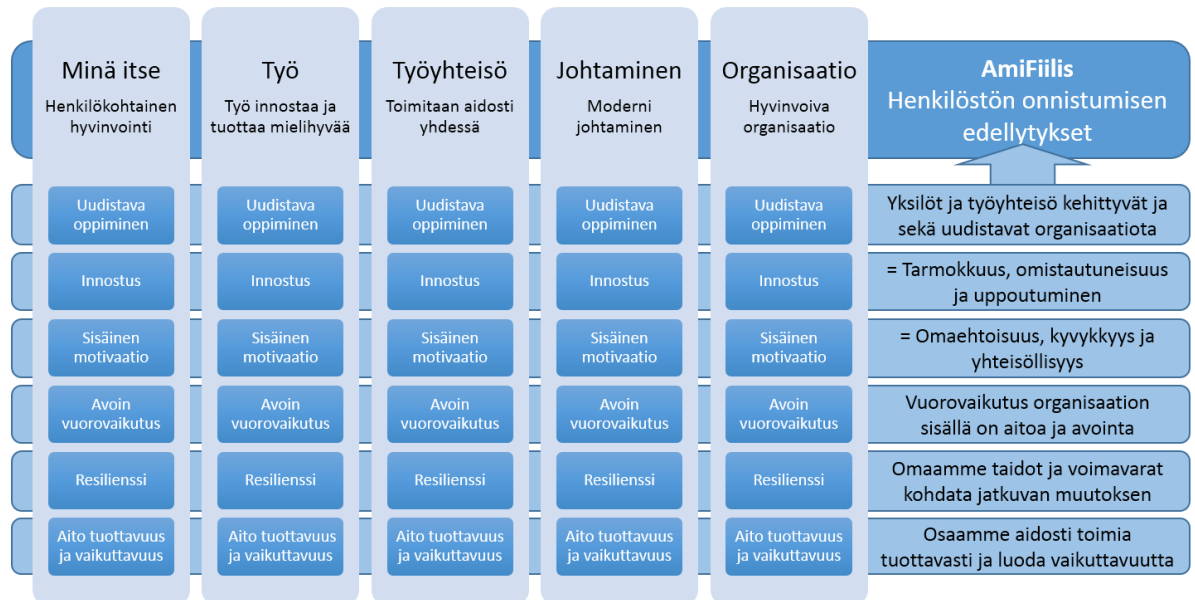 Minä itse
Henkilökohtainen
hyvinvointi
Työ
Työ innostaa ja
tuottaa mielihyvää
Työyhteisö
Toimitaan aidosti
yhdessä
Johtaminen
Moderni
johtaminen
Organisaatio
Hyvinvoiva
organisaatio
AmiFiilis
Henkilöstön onnistumisen
edellytykset
Uudistava
oppiminen
Uudistava
oppiminen
Uudistava
oppiminen
Uudistava
oppiminen
Uudistava
oppiminen
Yksilöt ja työyhteisö kehittyvät ja
sekä uudistavat organisaatiota
Innostus
Innostus
Innostus
Innostus
Innostus
= Tarmokkuus, omistautuneisuus
ja uppoutuminen
Sisäinen
motivaatio
Sisäinen
motivaatio
Sisäinen
motivaatio
Sisäinen
motivaatio
Sisäinen
motivaatio
= Omaehtoisuus, kyvykkyys ja
yhteisöllisyys
Avoin
vuorovaikutus
Avoin
vuorovaikutus
Avoin
vuorovaikutus
Avoin
vuorovaikutus
Avoin
vuorovaikutus
Vuorovaikutus organisaation
sisällä on aitoa ja avointa
Resilienssi
Resilienssi
Resilienssi
Resilienssi
Resilienssi
Omaamme taidot ja voimavarat
kohdata jatkuvan muutoksen
Aito tuottavuus
ja vaikuttavuus
Aito tuottavuus
ja vaikuttavuus
Aito tuottavuus
ja vaikuttavuus
Aito tuottavuus
ja vaikuttavuus
Aito tuottavuus
ja vaikuttavuus
Osaamme aidosti toimia
tuottavasti ja luoda vaikuttavuutta